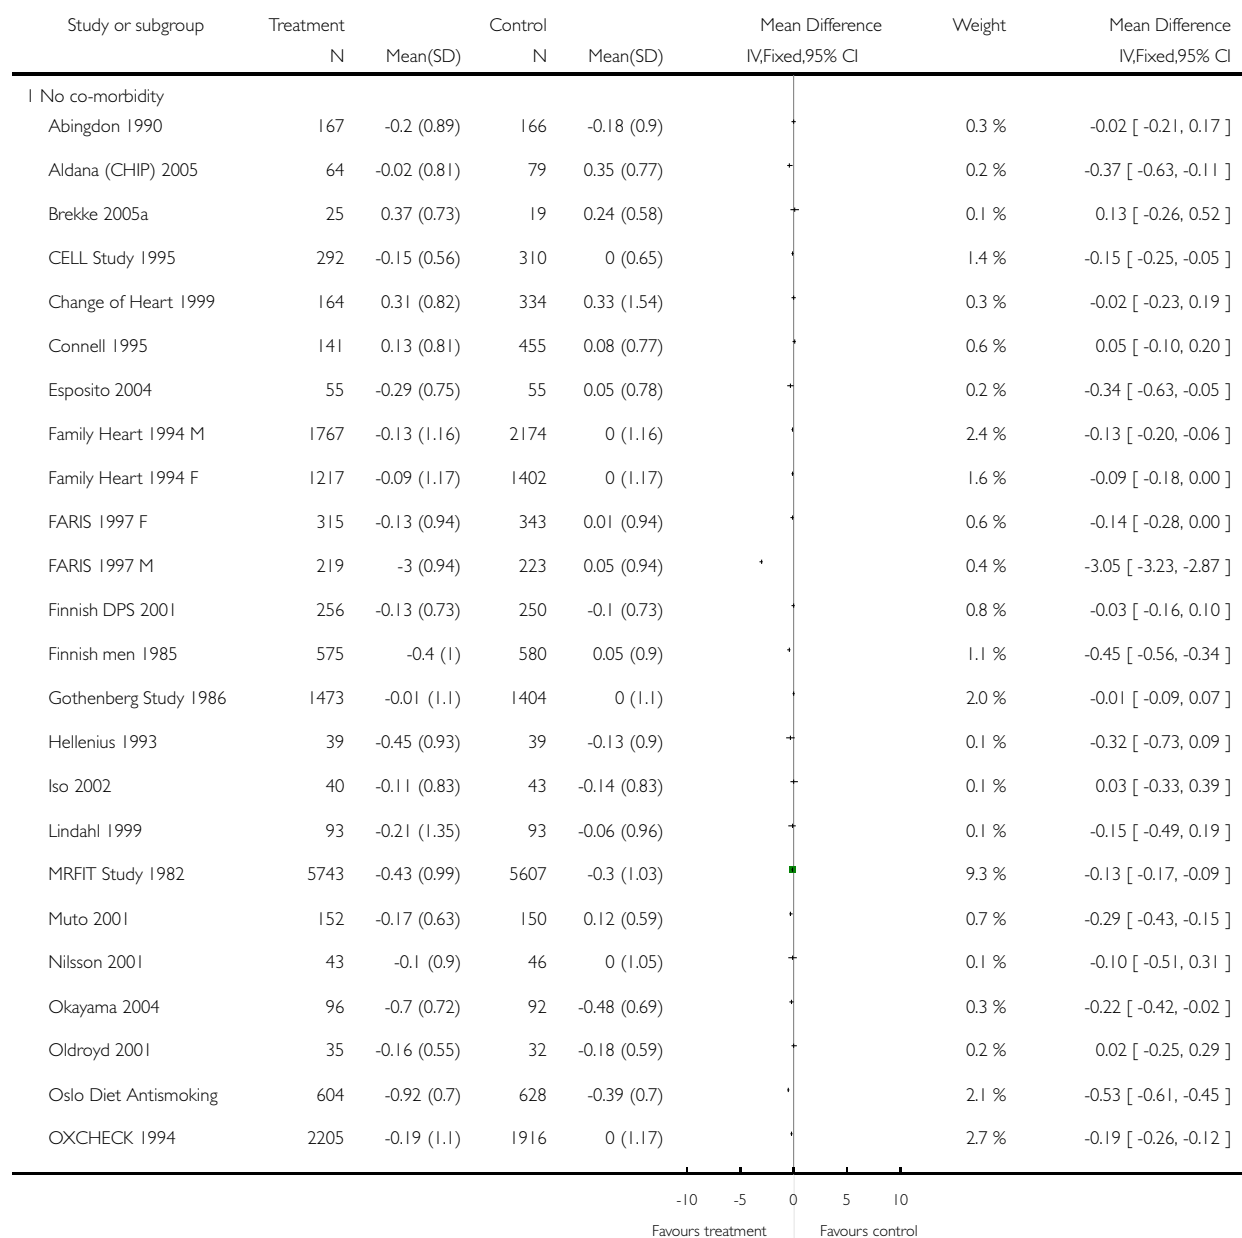 Study or subgroup Treatment Control Mean Difference Weight Mean Difference
N Mean(SD) N Mean(SD) IV,Fixed,95% CI IV,Fixed,95% CI
1 No co-morbidity
Abingdon 1990 167 -0.2 (0.89) 166 -0.18 (0.9) 0.3 % -0.02 [ -0.21, 0.17 ]
Aldana (CHIP) 2005 64 -0.02 (0.81) 79 0.35 (0.77) 0.2 % -0.37 [ -0.63, -0.11 ]
Brekke 2005a 25 0.37 (0.73) 19 0.24 (0.58) 0.1 % 0.13 [ -0.26, 0.52 ]
CELL Study 1995 292 -0.15 (0.56) 310 0 (0.65) 1.4 % -0.15 [ -0.25, -0.05 ]
Change of Heart 1999 164 0.31 (0.82) 334 0.33 (1.54) 0.3 % -0.02 [ -0.23, 0.19 ]
Connell 1995 141 0.13 (0.81) 455 0.08 (0.77) 0.6 % 0.05 [ -0.10, 0.20 ]
Esposito 2004 55 -0.29 (0.75) 55 0.05 (0.78) 0.2 % -0.34 [ -0.63, -0.05 ]
Family Heart 1994 M 1767 -0.13 (1.16) 2174 0 (1.16) 2.4 % -0.13 [ -0.20, -0.06 ]
Family Heart 1994 F 1217 -0.09 (1.17) 1402 0 (1.17) 1.6 % -0.09 [ -0.18, 0.00 ]
FARIS 1997 F 315 -0.13 (0.94) 343 0.01 (0.94) 0.6 % -0.14 [ -0.28, 0.00 ]
FARIS 1997 M 219 -3 (0.94) 223 0.05 (0.94) 0.4 % -3.05 [ -3.23, -2.87 ]
Finnish DPS 2001 256 -0.13 (0.73) 250 -0.1 (0.73) 0.8 % -0.03 [ -0.16, 0.10 ]
Finnish men 1985 575 -0.4 (1) 580 0.05 (0.9) 1.1 % -0.45 [ -0.56, -0.34 ]
Gothenberg Study 1986 1473 -0.01 (1.1) 1404 0 (1.1) 2.0 % -0.01 [ -0.09, 0.07 ]
Hellenius 1993 39 -0.45 (0.93) 39 -0.13 (0.9) 0.1 % -0.32 [ -0.73, 0.09 ]
Iso 2002 40 -0.11 (0.83) 43 -0.14 (0.83) 0.1 % 0.03 [ -0.33, 0.39 ]
Lindahl 1999 93 -0.21 (1.35) 93 -0.06 (0.96) 0.1 % -0.15 [ -0.49, 0.19 ]
MRFIT Study 1982 5743 -0.43 (0.99) 5607 -0.3 (1.03) 9.3 % -0.13 [ -0.17, -0.09 ]
Muto 2001 152 -0.17 (0.63) 150 0.12 (0.59) 0.7 % -0.29 [ -0.43, -0.15 ]
Nilsson 2001 43 -0.1 (0.9) 46 0 (1.05) 0.1 % -0.10 [ -0.51, 0.31 ]
Okayama 2004 96 -0.7 (0.72) 92 -0.48 (0.69) 0.3 % -0.22 [ -0.42, -0.02 ]
Oldroyd 2001 35 -0.16 (0.55) 32 -0.18 (0.59) 0.2 % 0.02 [ -0.25, 0.29 ]
Oslo Diet Antismoking 604 -0.92 (0.7) 628 -0.39 (0.7) 2.1 % -0.53 [ -0.61, -0.45 ]
OXCHECK 1994 2205 -0.19 (1.1) 1916 0 (1.17) 2.7 % -0.19 [ -0.26, -0.12 ]
-10 -5 0 5 10
Favours treatment Favours control